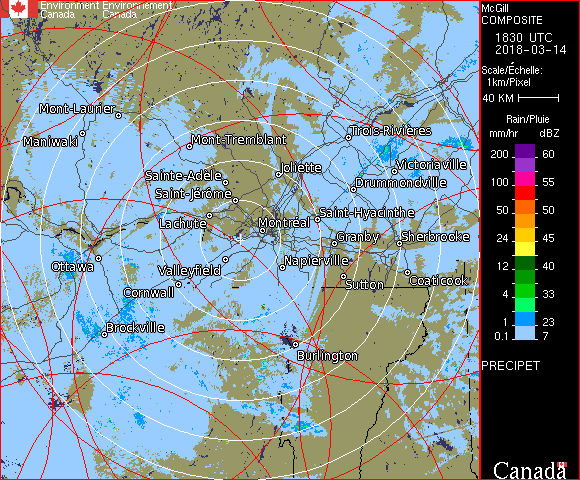 Environment Environnement
Canada Canada
McGill
COMPOSITE
1830 UTC
2018-03-14
Scale/Échelle:
1km/Pixel
40 KM
Rain/Pluie
mm/hr dBZ
200 60
100 55
50 50
24 45
12 40
4 33
1 23
0.1 7
PRECIPET
Canada
Mont-Laurier
Maniwaki
Mont-Tremblant
Trois-Rivières
Joliette
Victoriaville
Sainte-Adèle
Drummondville
Saint-Jérôme
Saint-Hyacinthe
Lachute
Montréal
Granby
Sherbrooke
Ottawa
Valleyfield
Napierville
Sutton
Coaticook
Cornwall
Brockville
Burlington